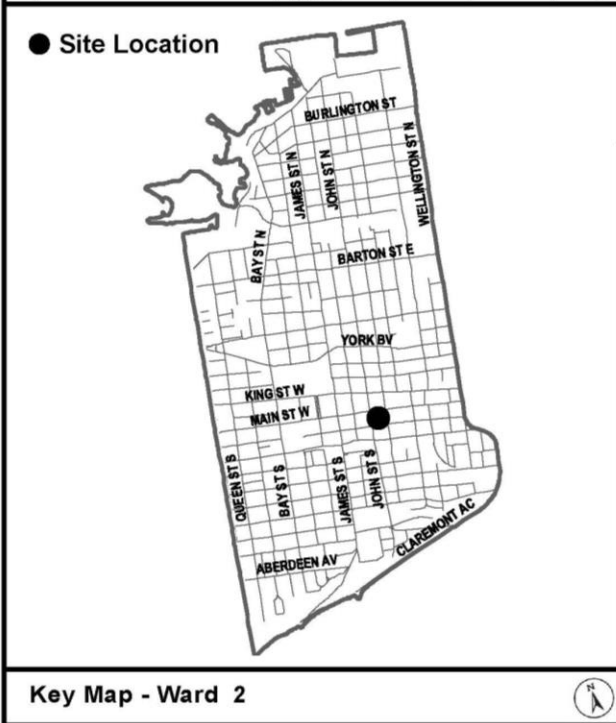 Site Location
BURLINGTON ST
JAMES ST N
JOHN ST N
WELLINGTON ST N
BAY ST N
BARTON ST E
YORK BV
KING ST W
MAIN ST W
QUEEN ST S
BAY ST S
JAMES ST S
JOHN ST S
CLAREMONT AC
ABERDEEN AV
Key Map - Ward 2
N